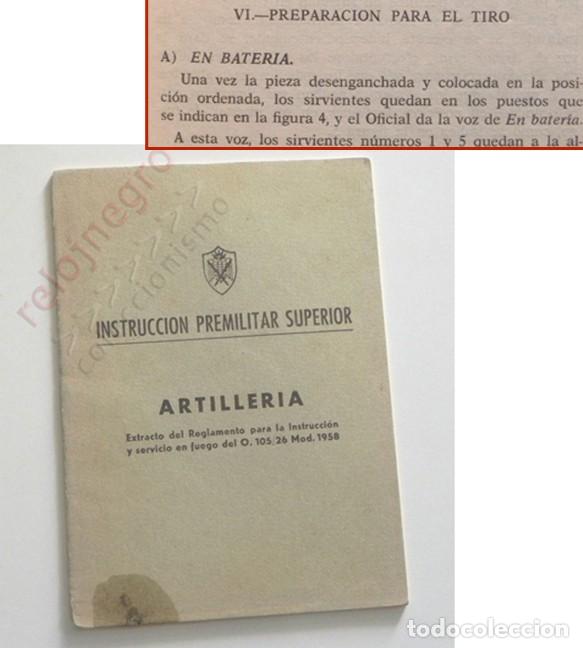 VI.—PREPARACION PARA EL TIRO
A) EN BATERIA.
Una vez la pieza desenganchada y colocada en la posi-
ción ordenada, los sirvientes quedan en los puestos que
se indican en la figura 4, y el Oficial da la voz de En batería.
A esta voz, los sirvientes números 1 y 5 quedan a la al-
relojnegro
coleccionismo
INSTRUCCION PREMILITAR SUPERIOR
ARTILLERIA
Extracto del Reglamento para la Instrucción
y servicio en fuego del O. 105/26 Mod. 1958
todocoleccion